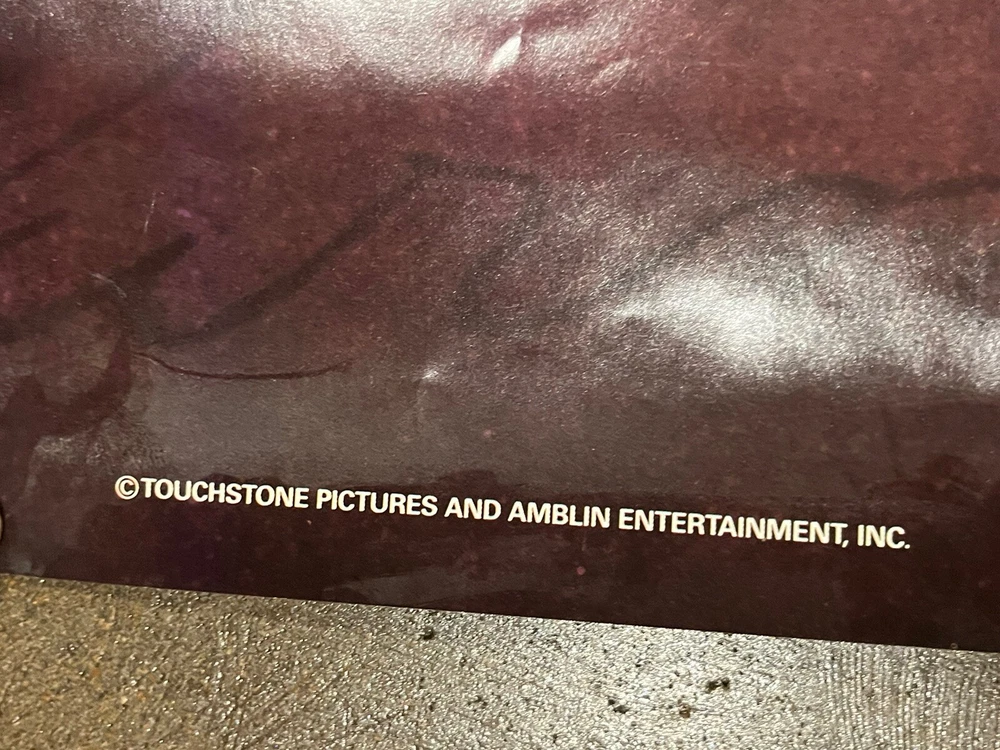 ©TOUCHSTONE PICTURES AND AMBLIN ENTERTAINMENT, INC.